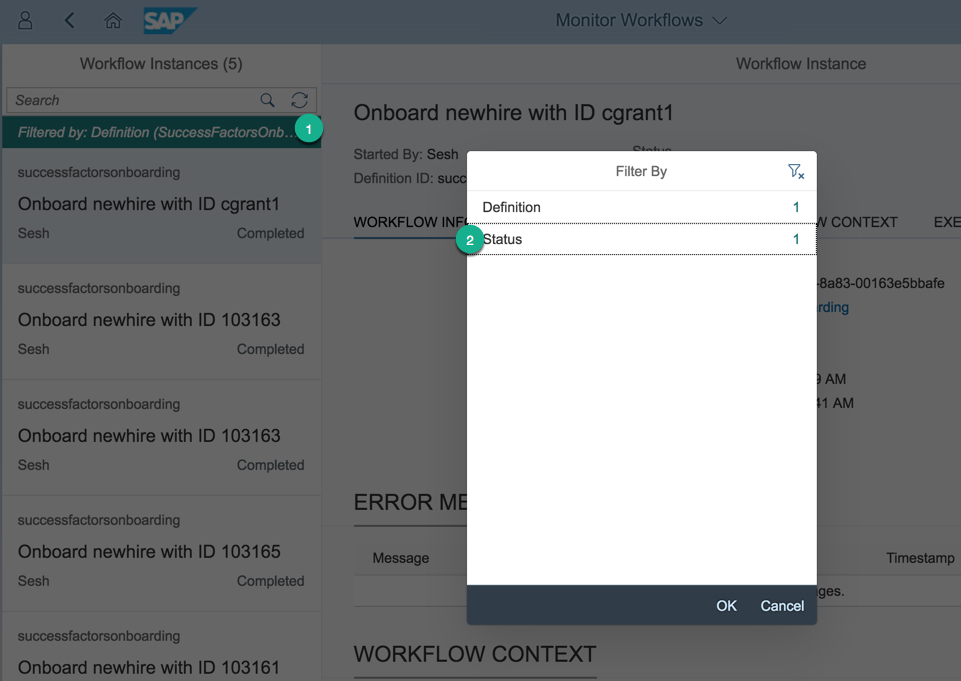 SAP
Monitor Workflows
Workflow Instances (5)
Workflow Instance
Search
Filtered by: Definition (SuccessFactorsOnb...
1
successfactorsonboarding
Onboard newhire with ID cgrant1
Sesh
Completed
successfactorsonboarding
Onboard newhire with ID 103163
Sesh
Completed
successfactorsonboarding
Onboard newhire with ID 103163
Sesh
Completed
successfactorsonboarding
Onboard newhire with ID 103165
Sesh
Completed
successfactorsonboarding
Onboard newhire with ID 103161
Onboard newhire with ID cgrant1
Started By: Sesh
Status
Definition ID: succ
WORKFLOW INFO
W CONTEXT
EXE
-8a83-00163e5bbafe
rding
9 AM
41 AM
ERROR ME
Message
Timestamp
ges.
WORKFLOW CONTEXT
Filter By
Definition
1
2
Status
1
OK
Cancel